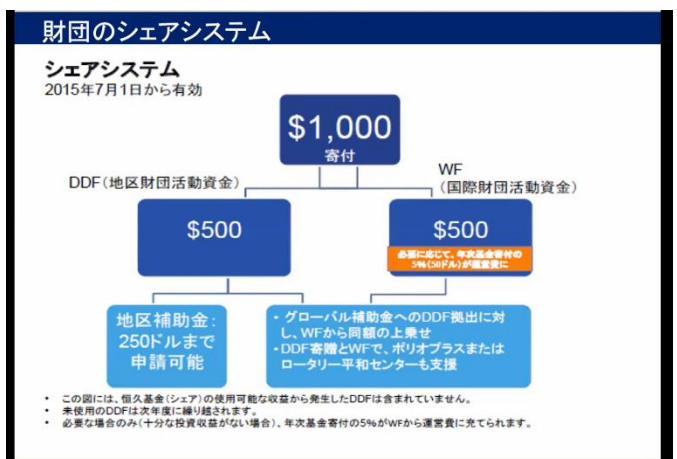 財団のシェアシステム
シェアシステム
2015年7月1日から有効
$1,000
寄付
DDF(地区財団活動資金)
WF
(国際財団活動資金)
$500
$500
必要に応じて、年次基金寄付の
5%(50ドル)が運営費に
地区補助金:
250ドルまで
申請可能
• グローバル補助金へのDDF拠出に対
し、WFから同額の上乗せ
•DDF寄贈とWFで、ポリオプラスまたは
ロータリー平和センターも支援
• この図には、恒久基金(シェア)の使用可能な収益から発生したDDFは含まれていません。
• 未使用のDDFは次年度に繰り越されます。
• 必要な場合のみ(十分な投資収益がない場合)、年次基金寄付の5%がWFから運営費に充てられます。